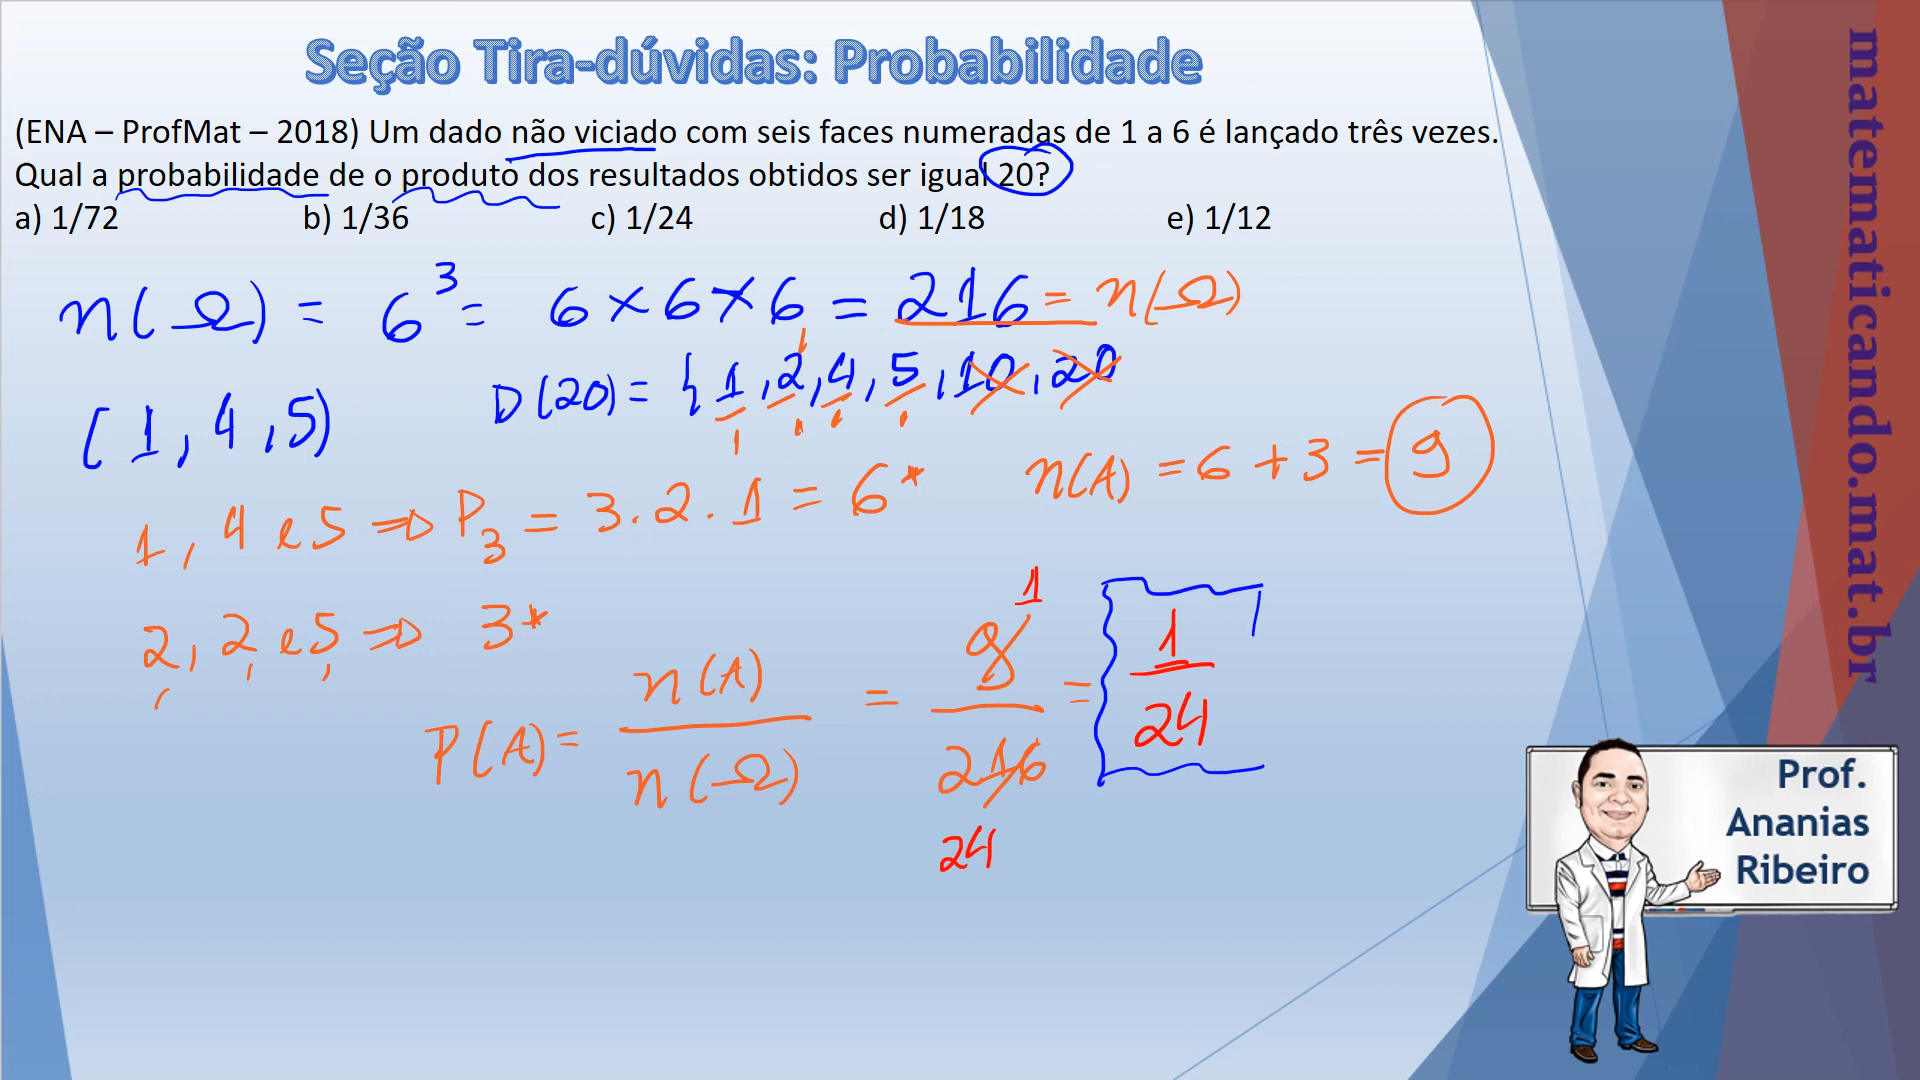 Seção Tira-dúvidas: Probabilidade
(ENA – ProfMat – 2018) Um dado não viciado com seis faces numeradas de 1 a 6 é lançado três vezes.
Qual a probabilidade de o produto dos resultados obtidos ser igual 20?
a) 1/72 b) 1/36 c) 1/24 d) 1/18 e) 1/12
n(Ω) = 6³ = 6 × 6 × 6 = 216 = n(Ω)
D(20) = { 1, 2, 4, 5, 10, 20
(1, 4, 5)
n(A) = 6 + 3 = 9
1, 4 e 5 ⇒ P₃ = 3 . 2 . 1 = 6*
2, 2 e 5 ⇒ 3*
P(A) = n(A) / n(Ω) = 9 / 216 = 1 / 24
1
24
matematicando.mat.br
Prof.
Ananias
Ribeiro